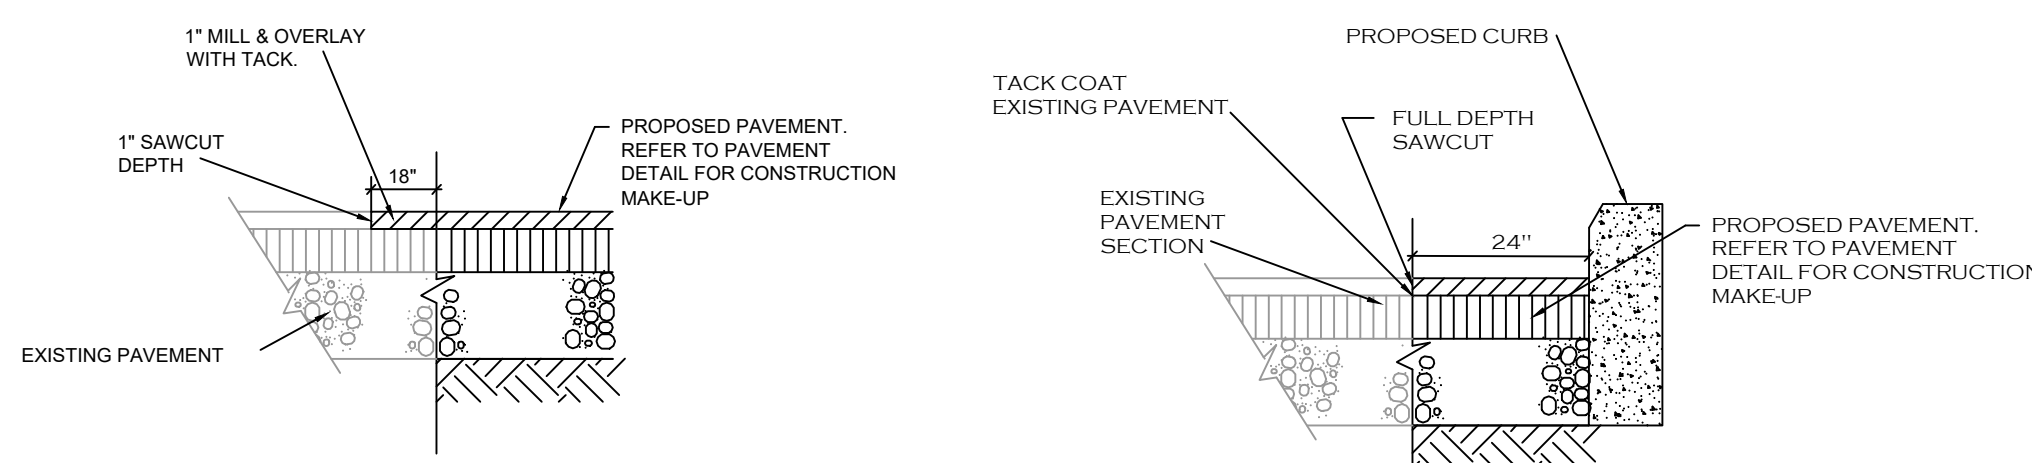 1" MILL & OVERLAY
WITH TACK.
1" SAWCUT
DEPTH
18"
PROPOSED PAVEMENT.
REFER TO PAVEMENT
DETAIL FOR CONSTRUCTION
MAKE-UP
EXISTING PAVEMENT
PROPOSED CURB
TACK COAT
EXISTING PAVEMENT
FULL DEPTH
SAWCUT
EXISTING
PAVEMENT
SECTION
24"
PROPOSED PAVEMENT.
REFER TO PAVEMENT
DETAIL FOR CONSTRUCTION
MAKE-UP